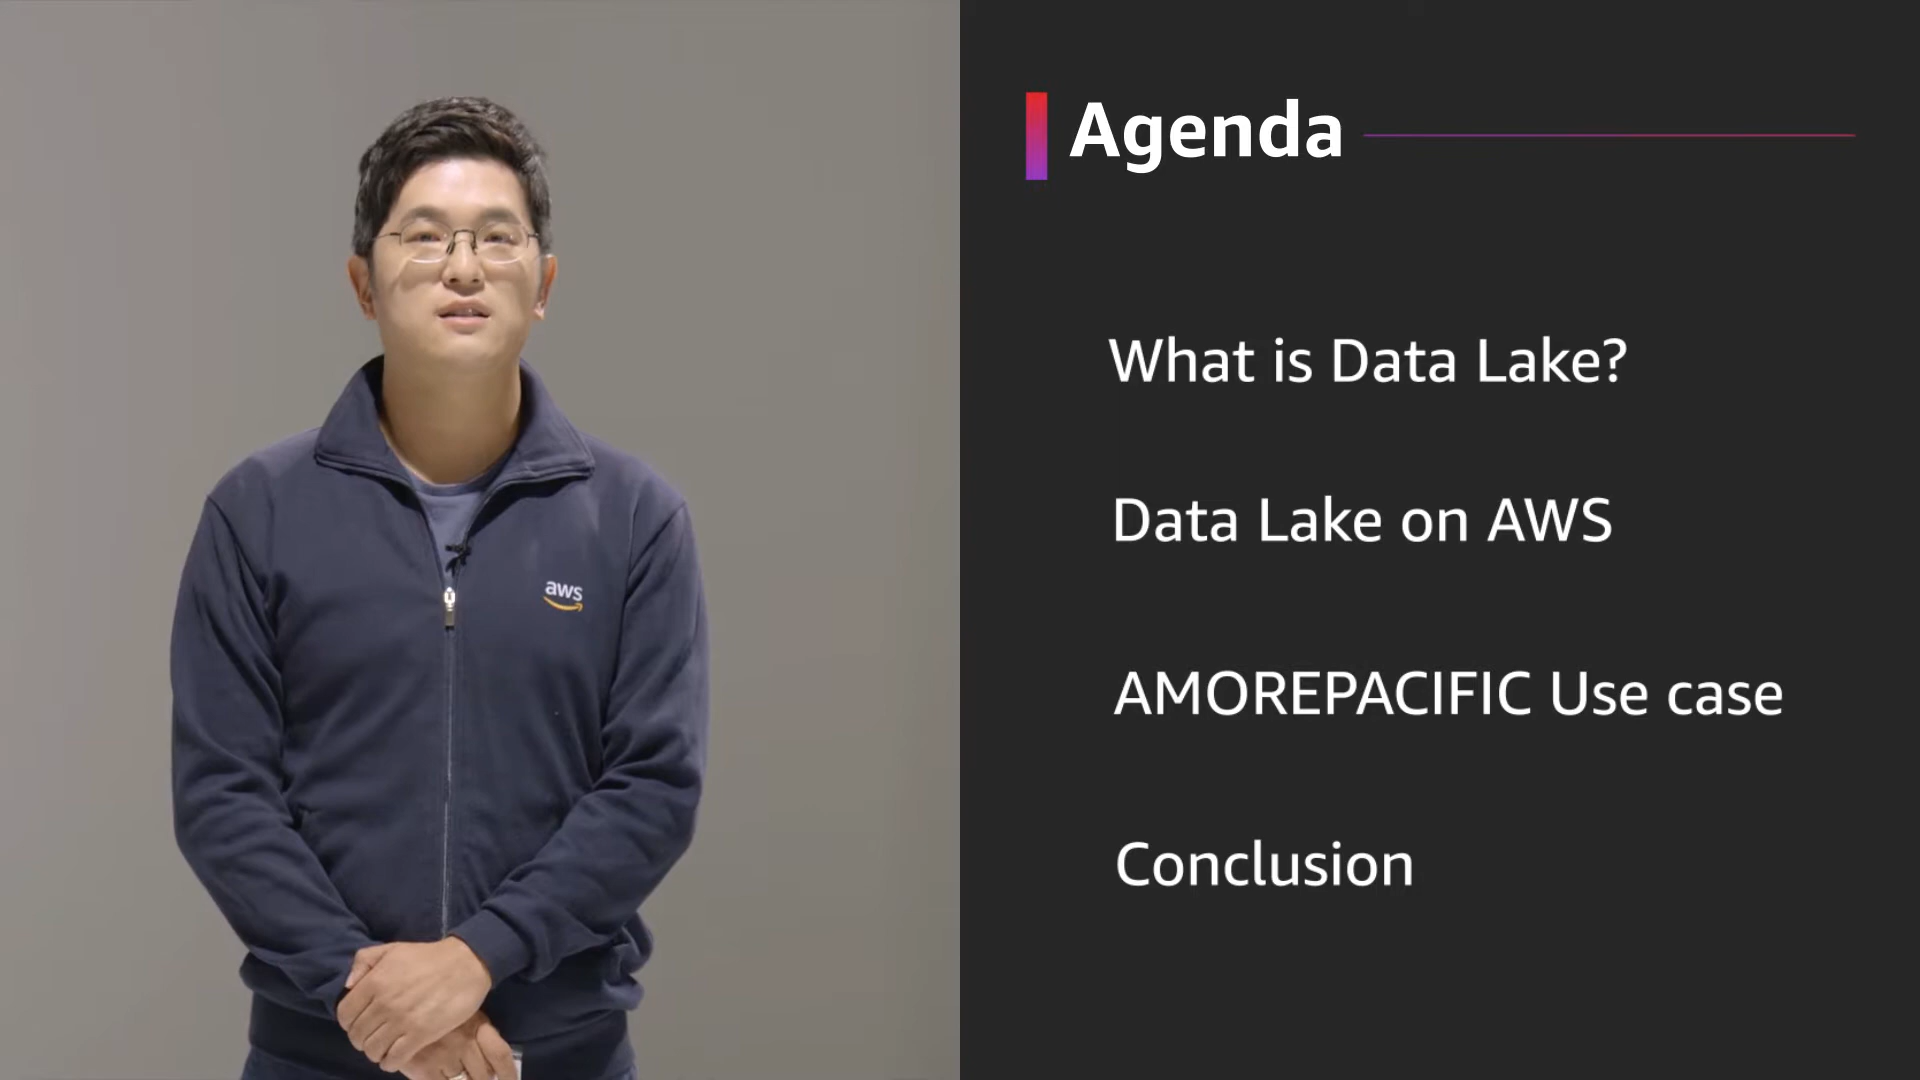 Agenda
What is Data Lake?
Data Lake on AWS
AMOREPACIFIC Use case
Conclusion
aws